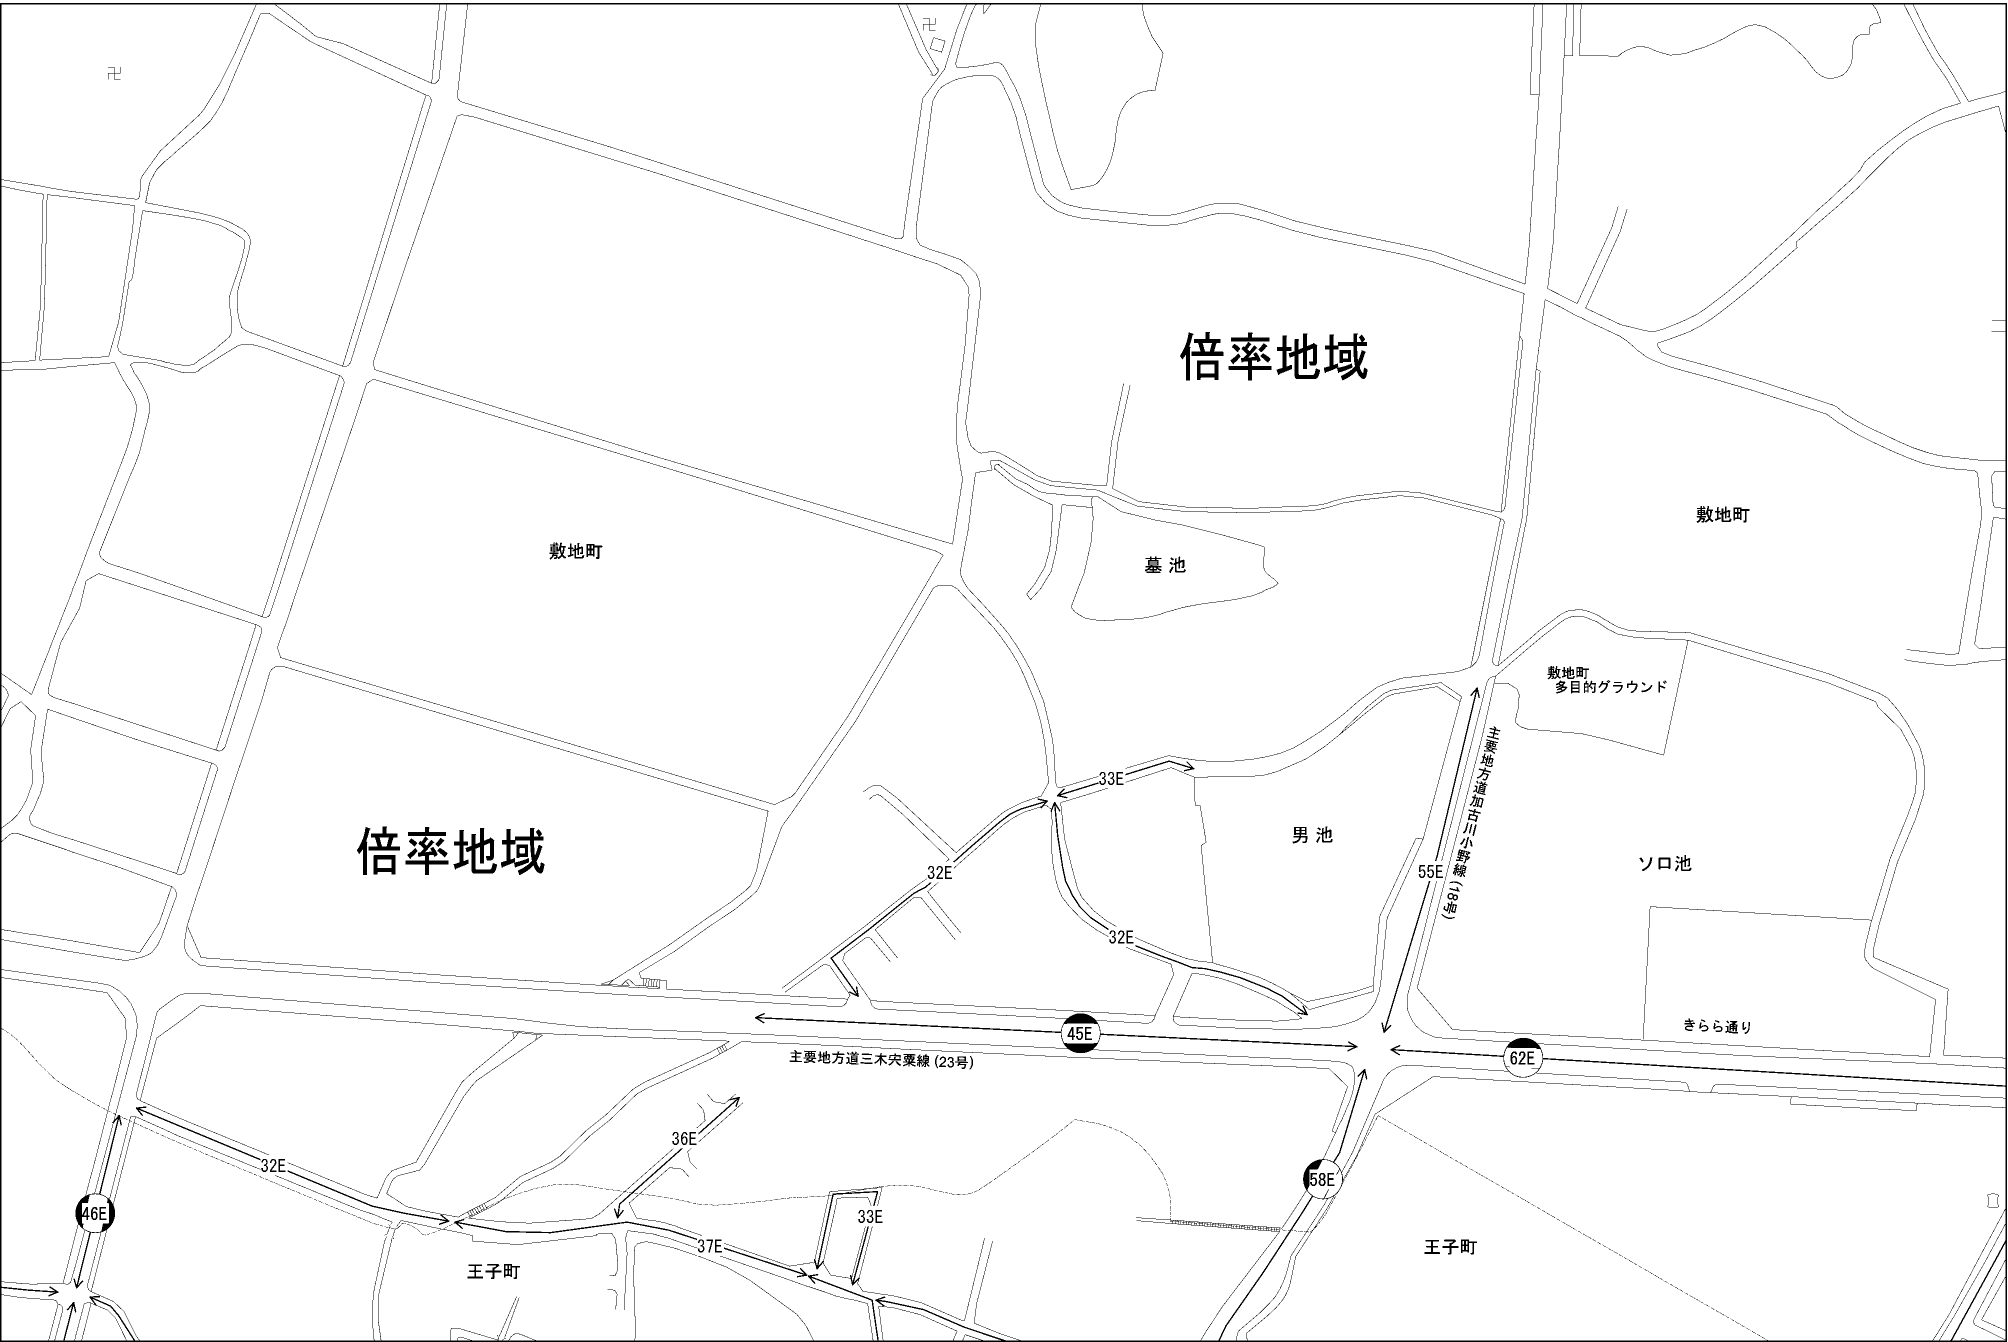 倍率地域
敷地町
敷地町
墓池
敷地町
多目的グラウンド
主要地方道加古川小野線(18号)
33E
男池
倍率地域
32E
55E
ソロ池
32E
きらら通り
45E
主要地方道三木宍粟線(23号)
62E
36E
32E
58E
46E
33E
37E
王子町
王子町